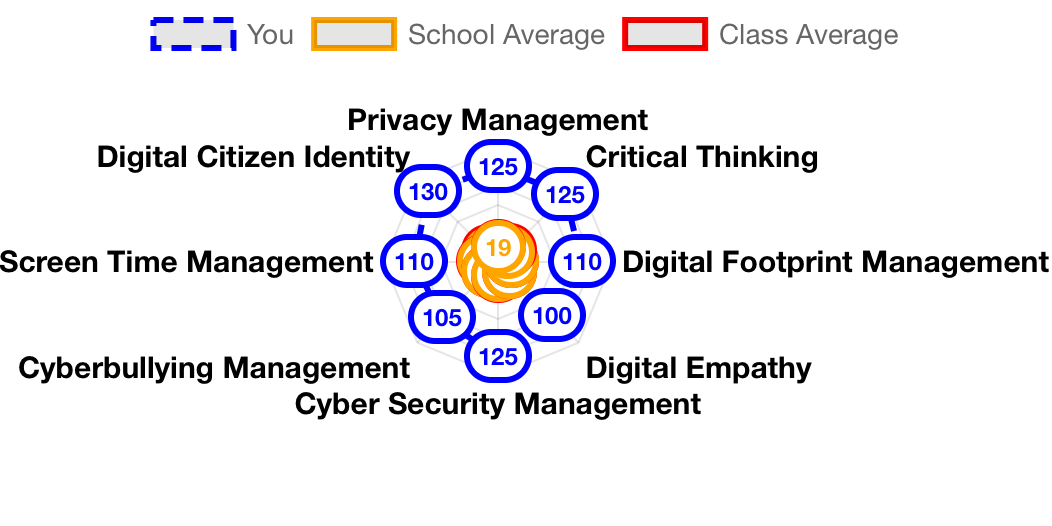 You School Average Class Average
Privacy Management
Digital Citizen Identity Critical Thinking
125
130 125
19
Screen Time Management 110 110 Digital Footprint Management
105 100
125
Cyberbullying Management Digital Empathy
Cyber Security Management